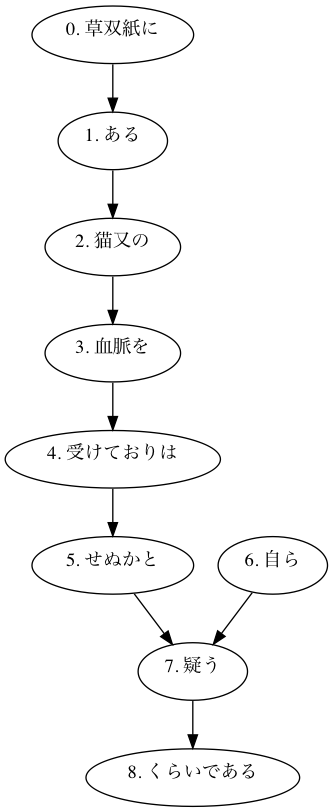 0. 草双紙に
1. ある
2. 猫又の
3. 血脈を
4. 受けておりは
5. せぬかと
6. 自ら
7. 疑う
8. くらいである